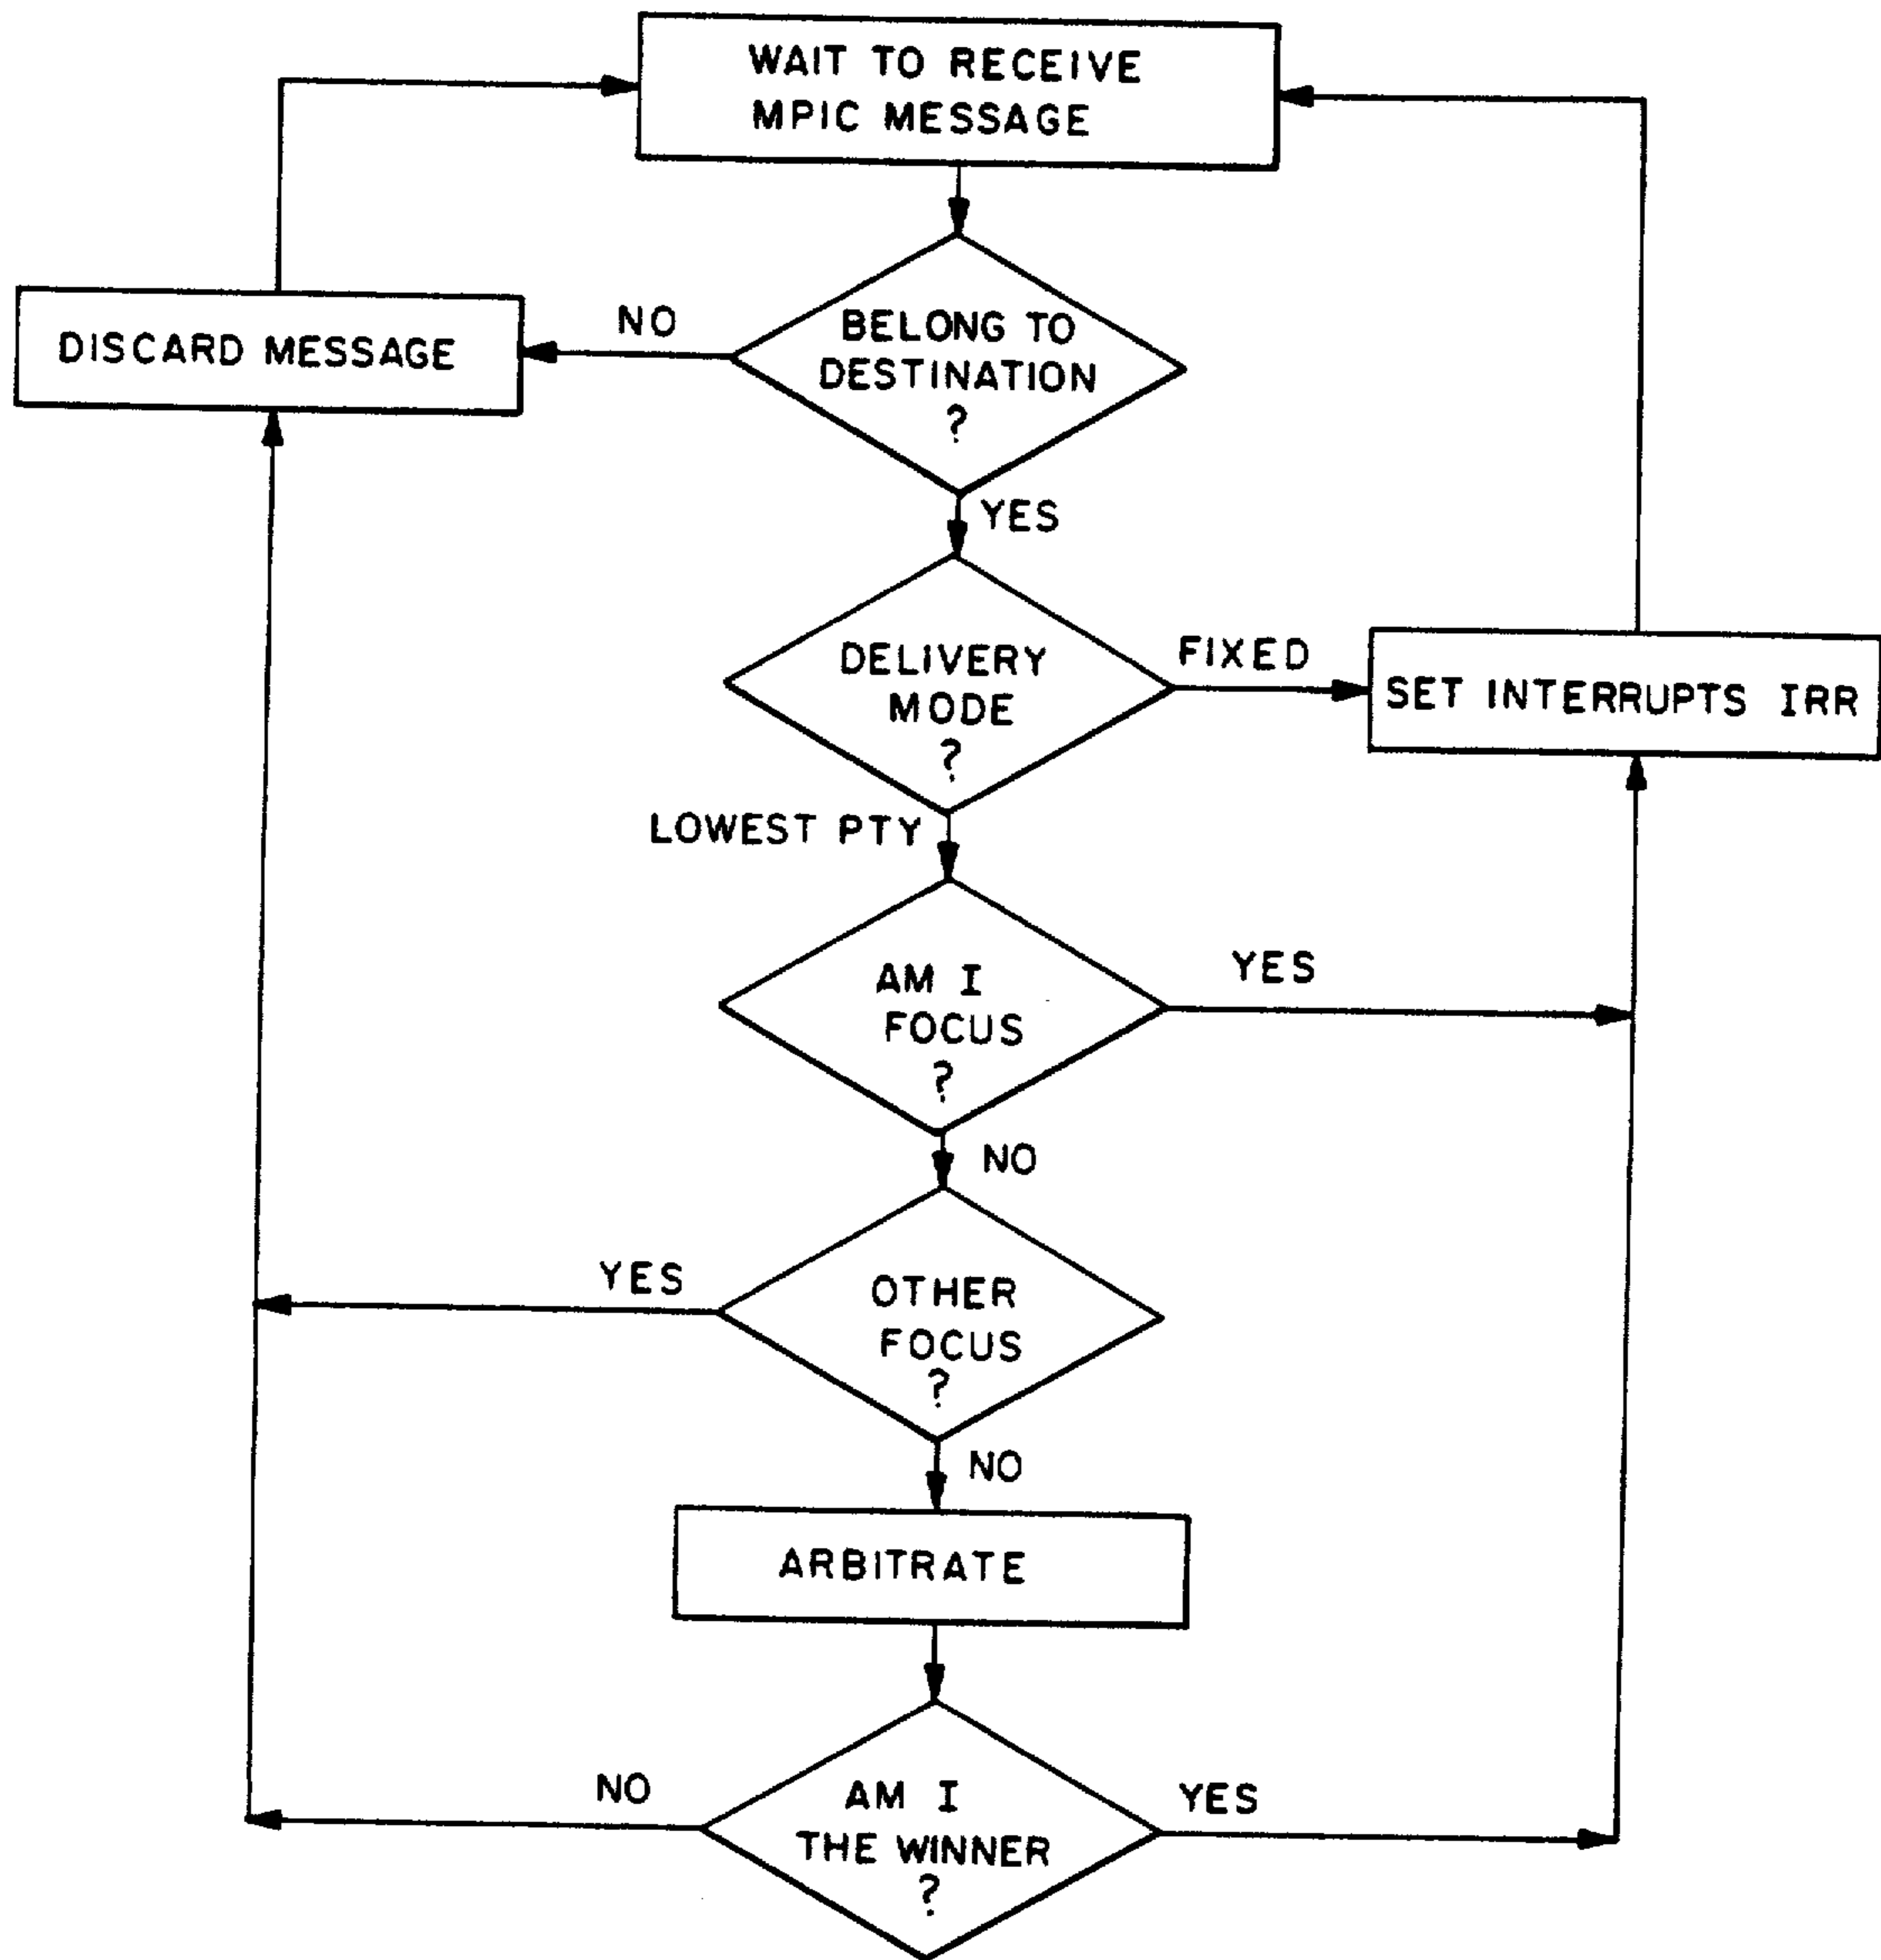 WAIT TO RECEIVE
MPIC MESSAGE
DISCARD MESSAGE
NO
BELONG TO
DESTINATION
?
YES
DELIVERY
MODE
?
FIXED
SET INTERRUPTS IRR
LOWEST PTY
AM I
FOCUS
?
YES
NO
YES
OTHER
FOCUS
?
NO
ARBITRATE
NO
AM I
THE WINNER
?
YES